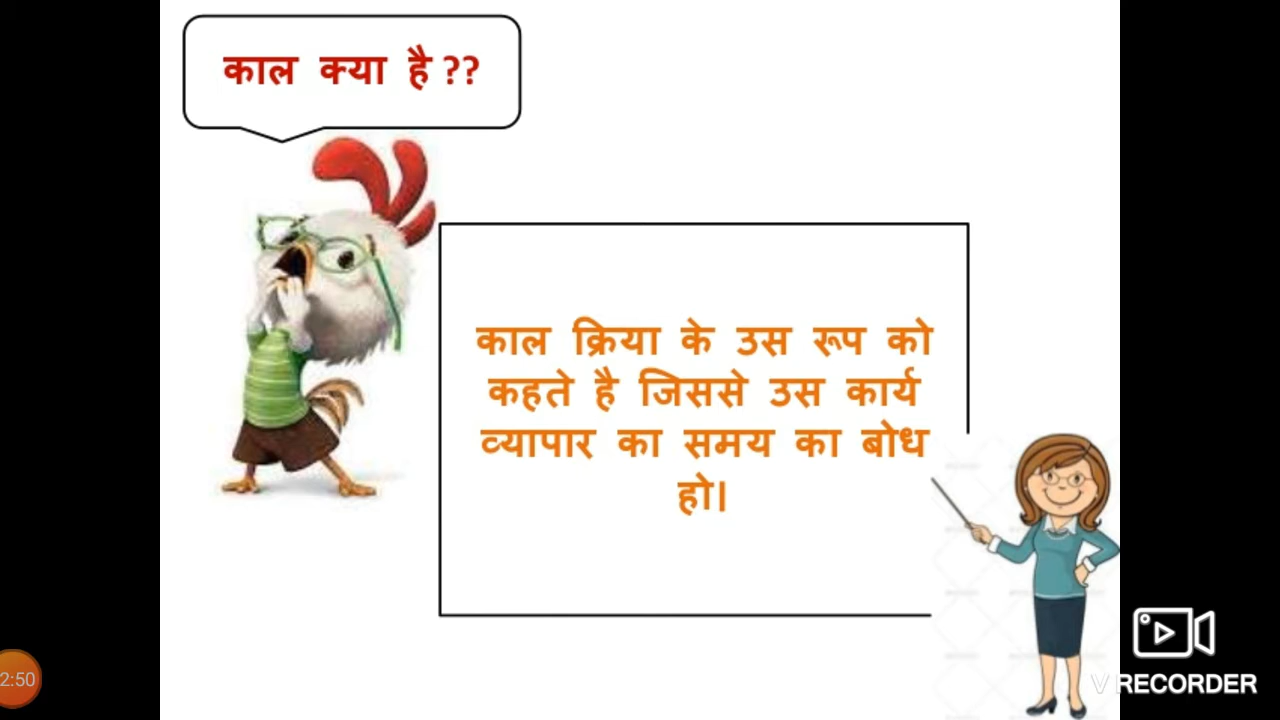 काल क्या है ??
काल क्रिया के उस रूप को
कहते है जिससे उस कार्य
व्यापार का समय का बोध
हो।
2:50
V RECORDER